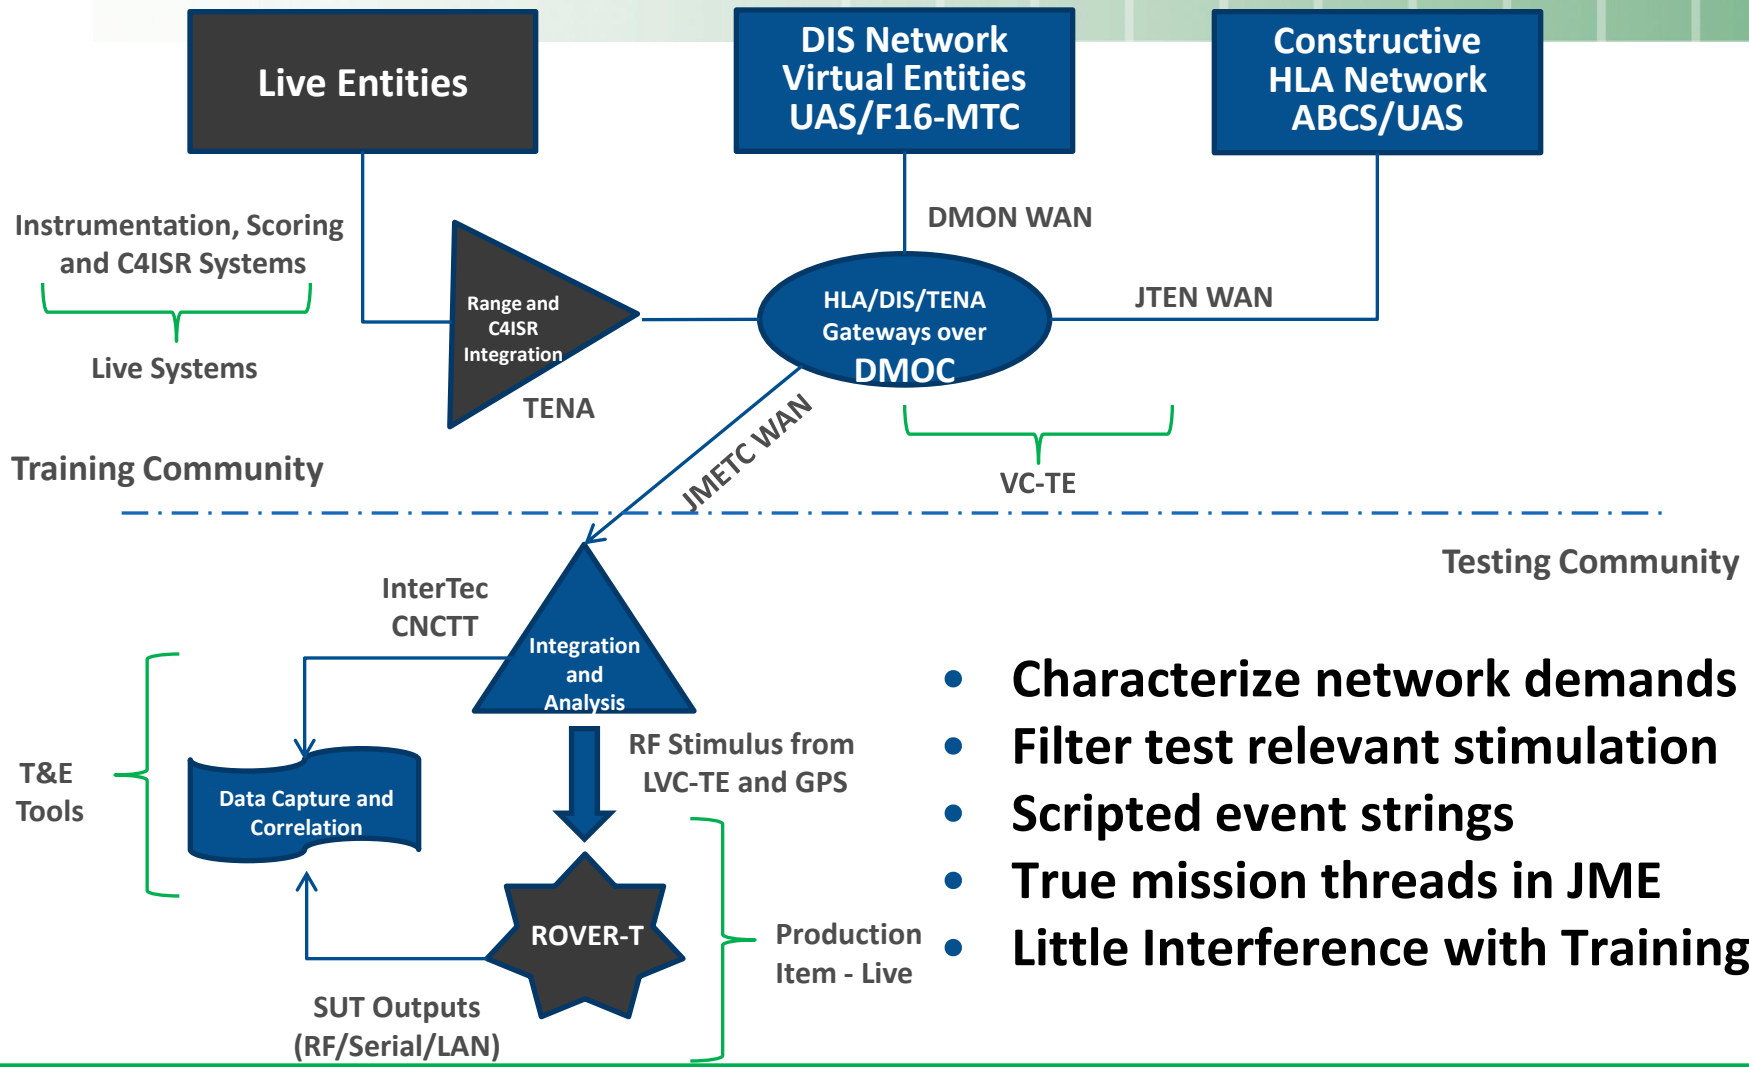 Live Entities
DIS Network
Virtual Entities
UAS/F16-MTC
Constructive
HLA Network
ABCS/UAS
Instrumentation, Scoring
and C4ISR Systems
Live Systems
Range and
C4ISR
Integration
TENA
DMON WAN
HLA/DIS/TENA
Gateways over
DMOC
JTEN WAN
JMETC WAN
VC-TE
Training Community
Testing Community
InterTec
CNCTT
Integration
and
Analysis
T&E
Tools
Data Capture and
Correlation
RF Stimulus from
LVC-TE and GPS
ROVER-T
Production
Item - Live
SUT Outputs
(RF/Serial/LAN)
• Characterize network demands
• Filter test relevant stimulation
• Scripted event strings
• True mission threads in JME
• Little Interference with Training